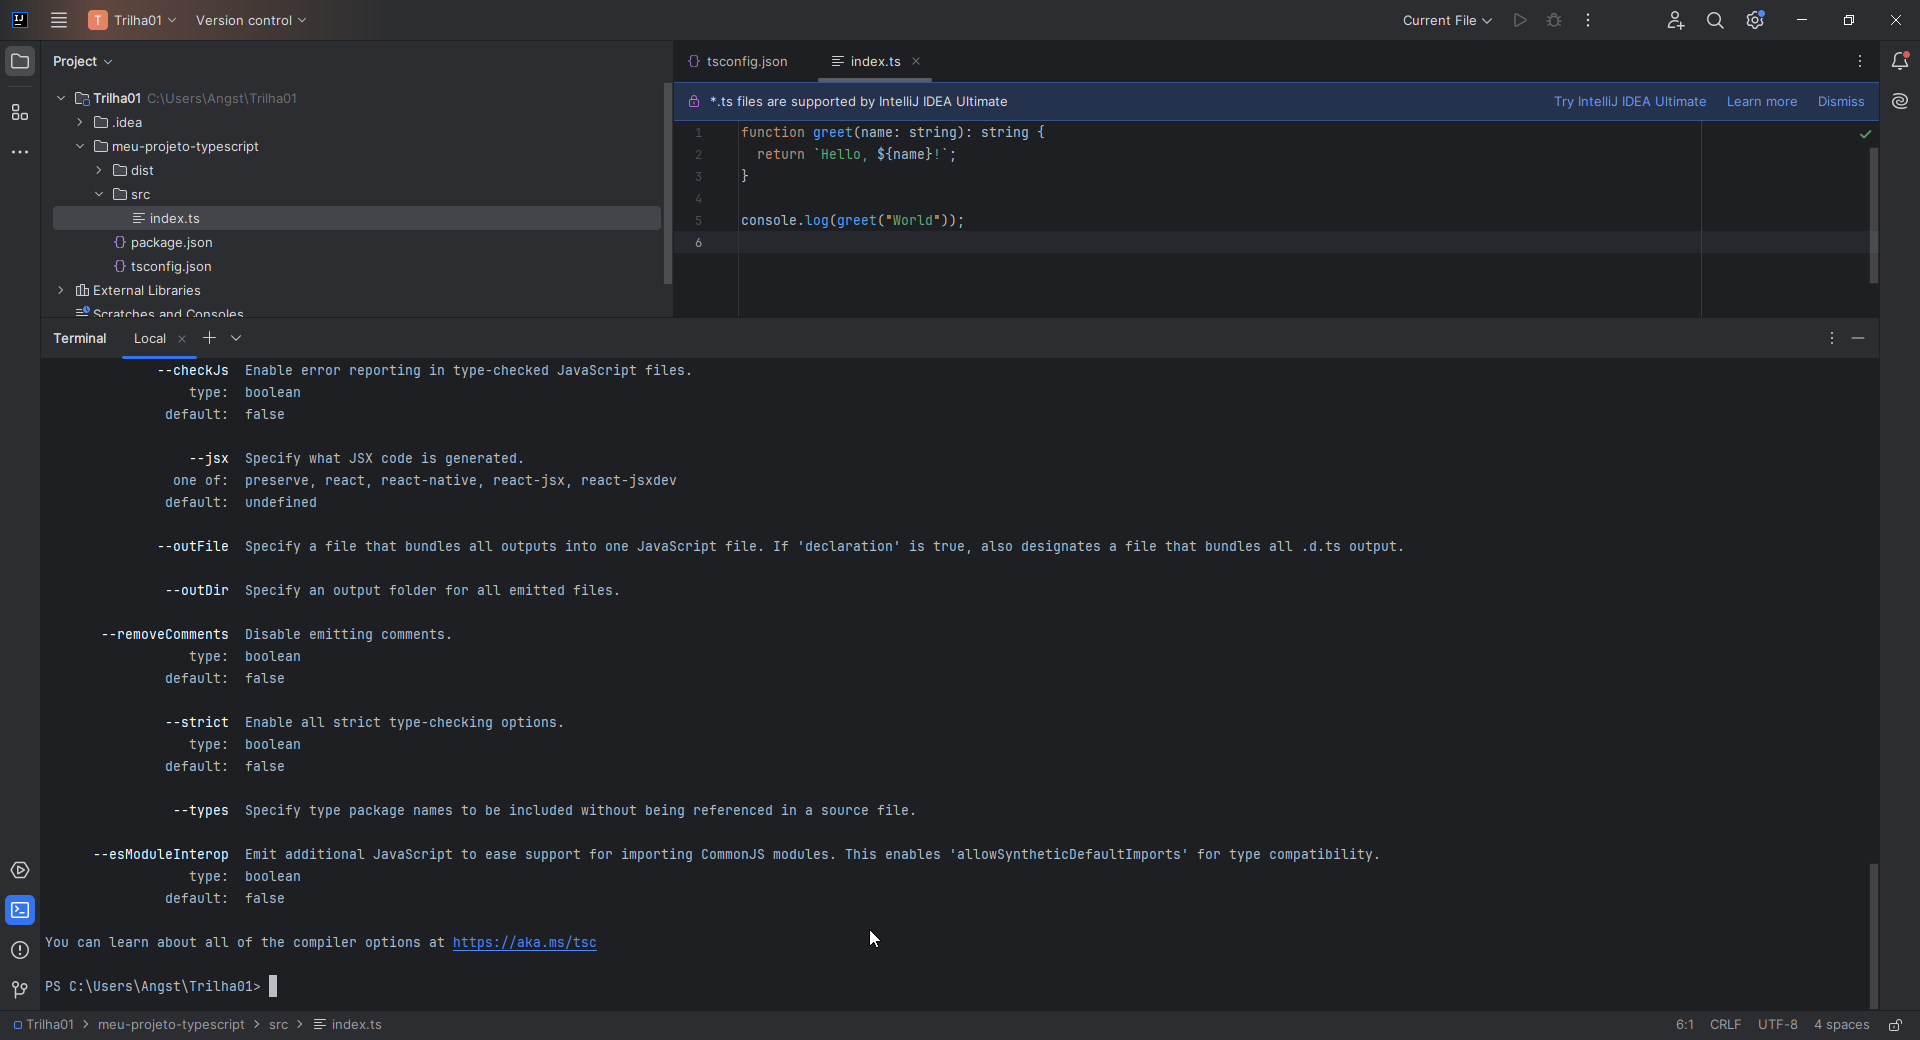 IJ T Trilha01 Version control Current File
Project
Trilha01 C:\Users\Angst\Trilha01
.idea
meu-projeto-typescript
dist
src
index.ts
package.json
tsconfig.json
External Libraries
Scratches and Consoles
tsconfig.json index.ts
*.ts files are supported by IntelliJ IDEA Ultimate Try IntelliJ IDEA Ultimate Learn more Dismiss
1 function greet(name: string): string {
2 return `Hello, ${name}!`;
3 }
4
5 console.log(greet("World"));
6
Terminal Local
--checkJs Enable error reporting in type-checked JavaScript files.
type: boolean
default: false
--jsx Specify what JSX code is generated.
one of: preserve, react, react-native, react-jsx, react-jsxdev
default: undefined
--outFile Specify a file that bundles all outputs into one JavaScript file. If 'declaration' is true, also designates a file that bundles all .d.ts output.
--outDir Specify an output folder for all emitted files.
--removeComments Disable emitting comments.
type: boolean
default: false
--strict Enable all strict type-checking options.
type: boolean
default: false
--types Specify type package names to be included without being referenced in a source file.
--esModuleInterop Emit additional JavaScript to ease support for importing CommonJS modules. This enables 'allowSyntheticDefaultImports' for type compatibility.
type: boolean
default: false
You can learn about all of the compiler options at https://aka.ms/tsc
PS C:\Users\Angst\Trilha01>
Trilha01 > meu-projeto-typescript > src > index.ts 6:1 CRLF UTF-8 4 spaces